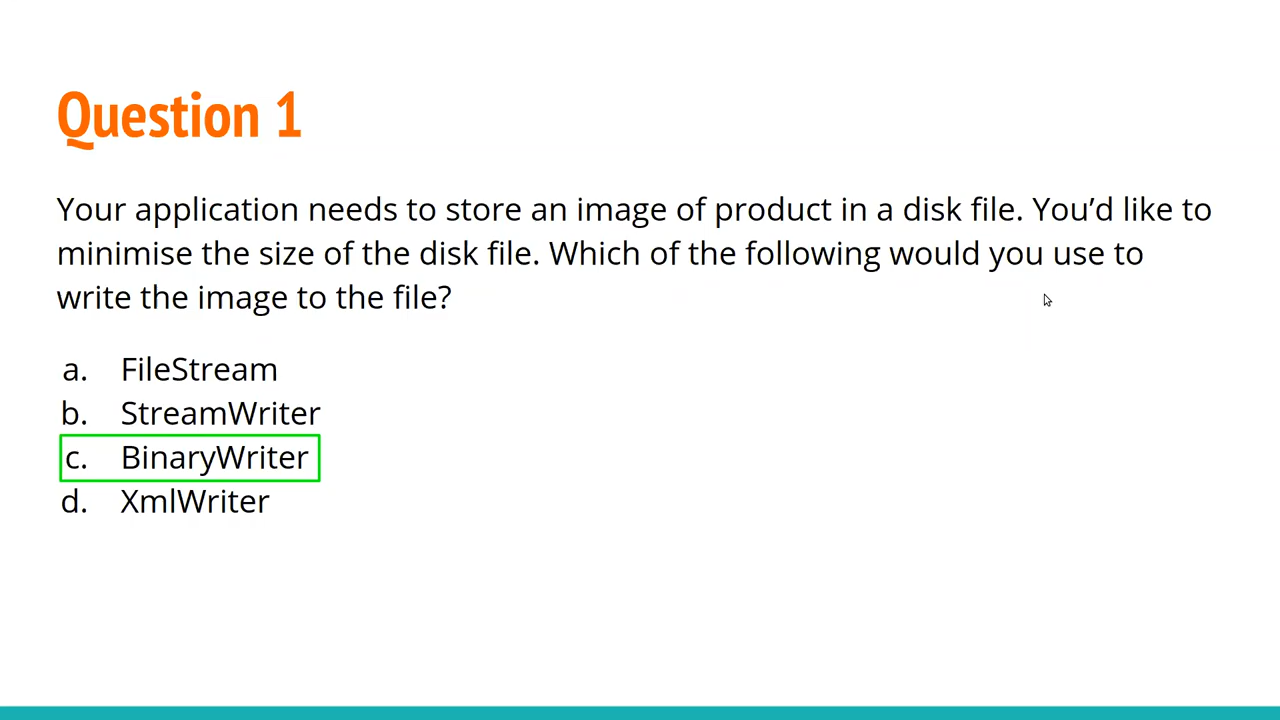 Question 1
Your application needs to store an image of product in a disk file. You’d like to
minimise the size of the disk file. Which of the following would you use to
write the image to the file?
a. FileStream
b. StreamWriter
c. BinaryWriter
d. XmlWriter